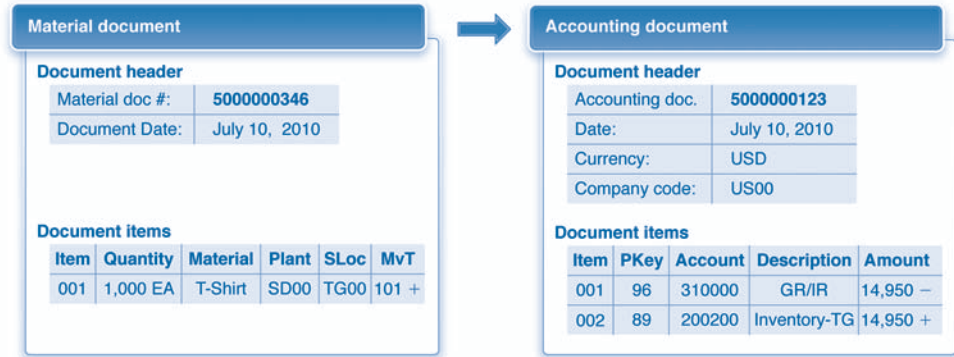 Material document
Document header
Material doc #: 5000000346
Document Date: July 10, 2010
Document items
Item Quantity Material Plant SLoc MvT
001 1,000 EA T-Shirt SD00 TG00 101 +
Accounting document
Document header
Accounting doc. 5000000123
Date: July 10, 2010
Currency: USD
Company code: US00
Document items
Item PKey Account Description Amount
001 96 310000 GR/IR 14,950 −
002 89 200200 Inventory-TG 14,950 +